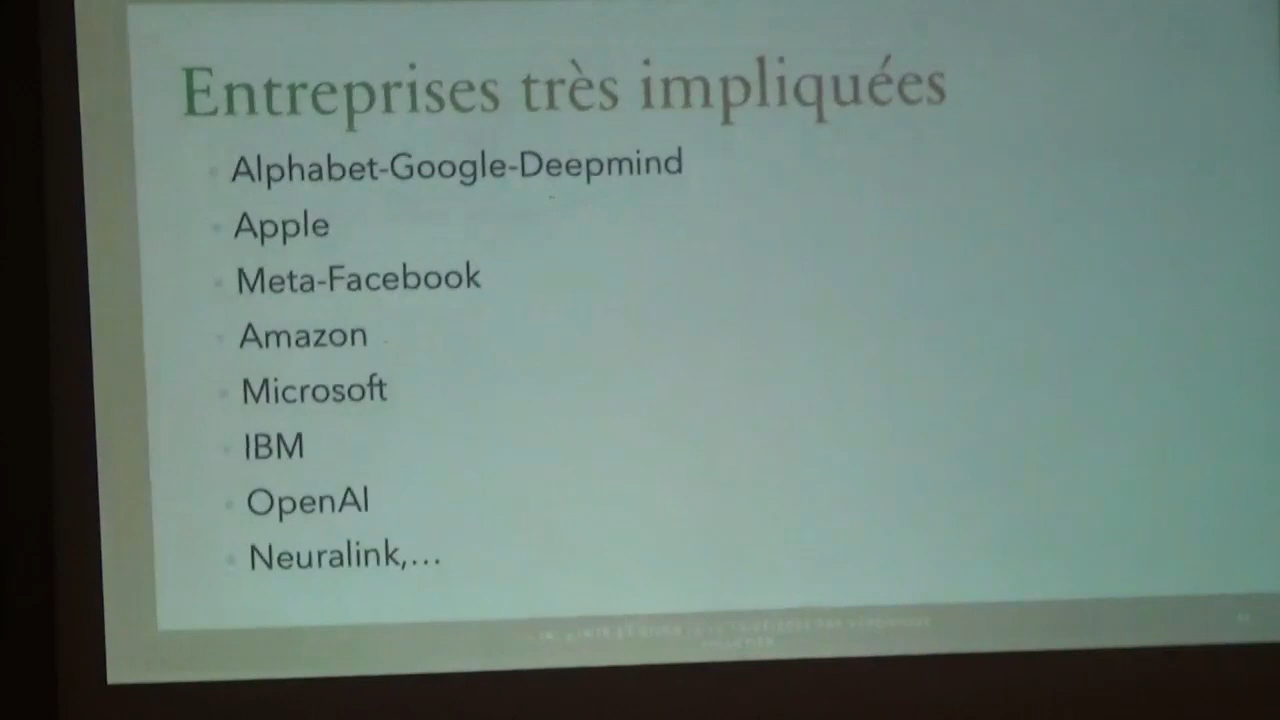 Entreprises très impliquées
Alphabet-Google-Deepmind
Apple
Meta-Facebook
Amazon
Microsoft
IBM
OpenAI
Neuralink,...